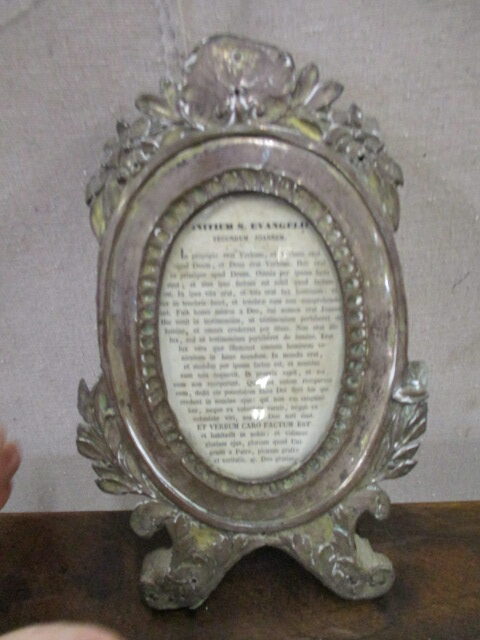 INITIUM S. EVANGELII
SECUNDUM JOANNEM.
In principio erat Verbum, et Verbum erat
apud Deum, et Deus erat Verbum. Hoc erat
in principio apud Deum. Omnia per ipsum facta
sunt, et sine ipso factum est nihil quod factum
est. In ipso vita erat, et vita erat lux hominum, et
in tenebris lucet, et tenebræ eam non comprehenderunt.
Fuit homo missus a Deo, cui nomen erat Joannes.
Hic venit in testimonium, ut testimonium perhiberet de
lumine, ut omnes crederent per illum. Non erat ille
lux, sed ut testimonium perhiberet de lumine. Erat
lux vera quæ illuminat omnem hominem
venientem in hunc mundum. In mundo erat,
et mundus per ipsum factus est, et mundus
eum non cognovit. In propria venit, et sui
eum non receperunt. Quotquot autem receperunt
eum, dedit eis potestatem filios Dei fieri his qui
credunt in nomine ejus: qui non ex
sanguinibus, neque ex voluntate carnis, neque ex
voluntate viri, sed ex Deo nati sunt.
ET VERBUM CARO FACTUM EST
et habitavit in nobis: et vidimus
gloriam ejus, gloriam quasi Uni
geniti a Patre, plenum gratiæ
et veritatis. ℟. Deo gratias.